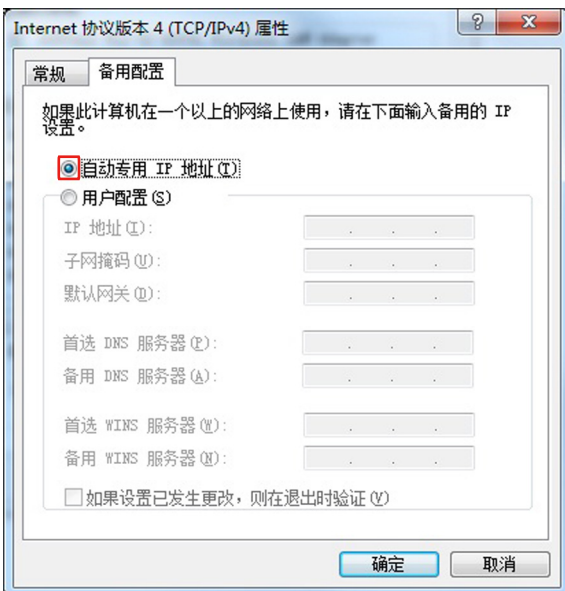 Internet 协议版本 4 (TCP/IPv4) 属性
常规 备用配置
如果此计算机在一个以上的网络上使用，请在下面输入备用的 IP
设置。
自动专用 IP 地址(T)
用户配置(S)
IP 地址(I):
子网掩码(U):
默认网关(D):
首选 DNS 服务器(P):
备用 DNS 服务器(A):
首选 WINS 服务器(W):
备用 WINS 服务器(N):
如果设置已发生更改，则在退出时验证(V)
确定 取消